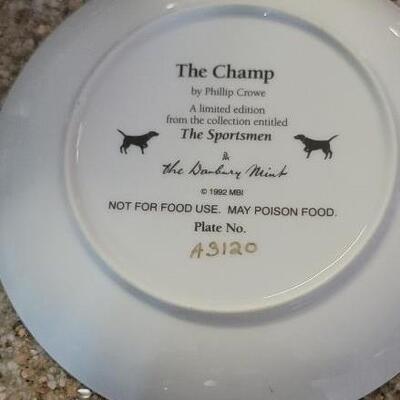 The Champ
by Phillip Crowe
A limited edition
from the collection entitled
The Sportsmen
The Danbury Mint
© 1992 MBI
NOT FOR FOOD USE. MAY POISON FOOD.
Plate No.
A3120